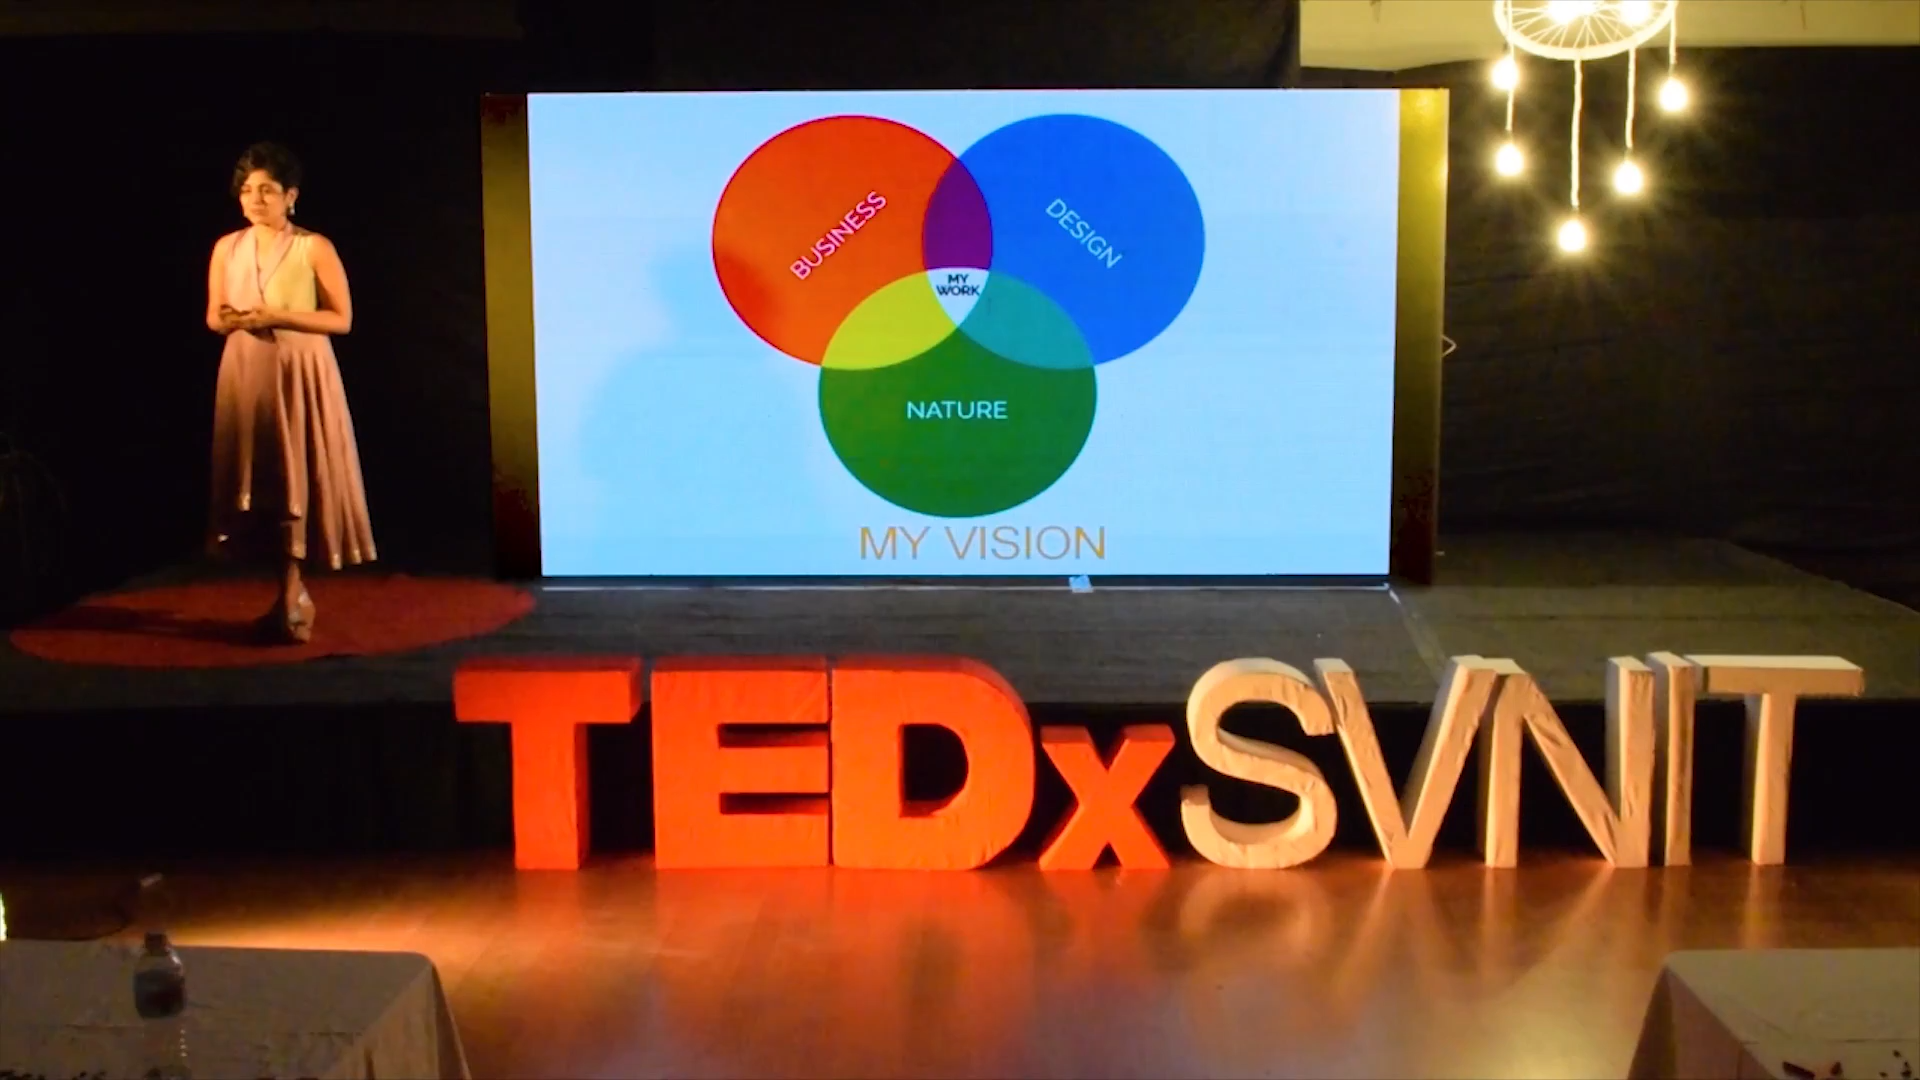 BUSINESS
DESIGN
MY
WORK
NATURE
MY VISION
TEDxSVNIT